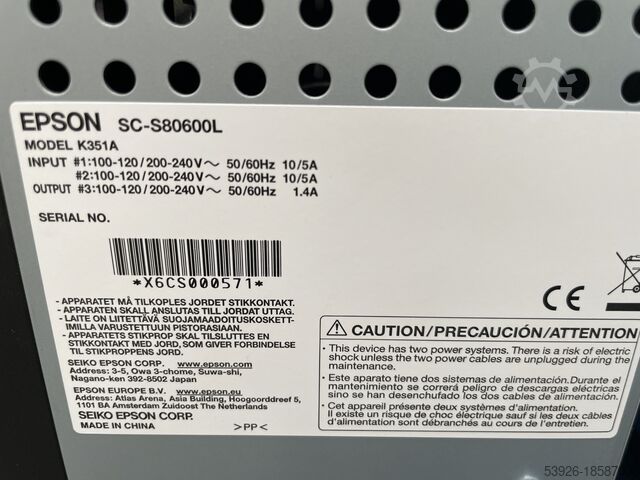 EPSON SC-S80600L
MODEL K351A
INPUT #1:100-120/200-240V～ 50/60Hz 10/5A
#2:100-120/200-240V～ 50/60Hz 10/5A
OUTPUT #3:100-120/200-240V～ 50/60Hz 1.4A
SERIAL NO.
*X6CS000571*
- APPARATET MÅ TILKOPLES JORDET STIKKONTAKT.
- APPARATEN SKALL ANSLUTAS TILL JORDAT UTTAG.
- LAITE ON LIITETTÄVÄ SUOJAMAADOITUSKOSKETT-
IMILLA VARUSTETTUUN PISTORASIAAN.
- APPARATETS STIKPROP SKAL TILSLUTTES EN
STIKKONTAKT MED JORD, SOM GIVER FORBINDELSE
TIL STIKPROPPENS JORD.
SEIKO EPSON CORP. www.epson.com
Address: 3-5, Owa 3-chome, Suwa-shi,
Nagano-ken 392-8502 Japan
EPSON EUROPE B.V. www.epson.eu
Address: Atlas Arena, Asia Building, Hoogoorddreef 5,
1101 BA Amsterdam Zuidoost The Netherlands
SEIKO EPSON CORP.
MADE IN CHINA >PP<
CE
CAUTION/PRECAUCIÓN/ATTENTION
• This device has two power systems. There is a risk of electric
shock unless the two power cables are unplugged during the
maintenance.
• Este aparato tiene dos sistemas de alimentación.Durante el
mantenimiento se corre peligro de descargas eléctricas
sino se han desenchufado los dos cables de alimentación.
• Cet appareil présente deux systèmes d'alimentation.
Il existe un risque de choc électrique sauf si les deux câbles
d'alimentation sont débranchés au cours de l'entretien.
53926-18587